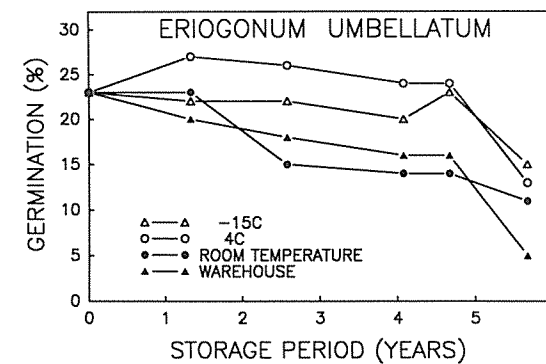 ERIOGONUM UMBELLATUM
30
25
20
15
10
5
0
GERMINATION (%)
-15C
4C
ROOM TEMPERATURE
WAREHOUSE
0 1 2 3 4 5
STORAGE PERIOD (YEARS)